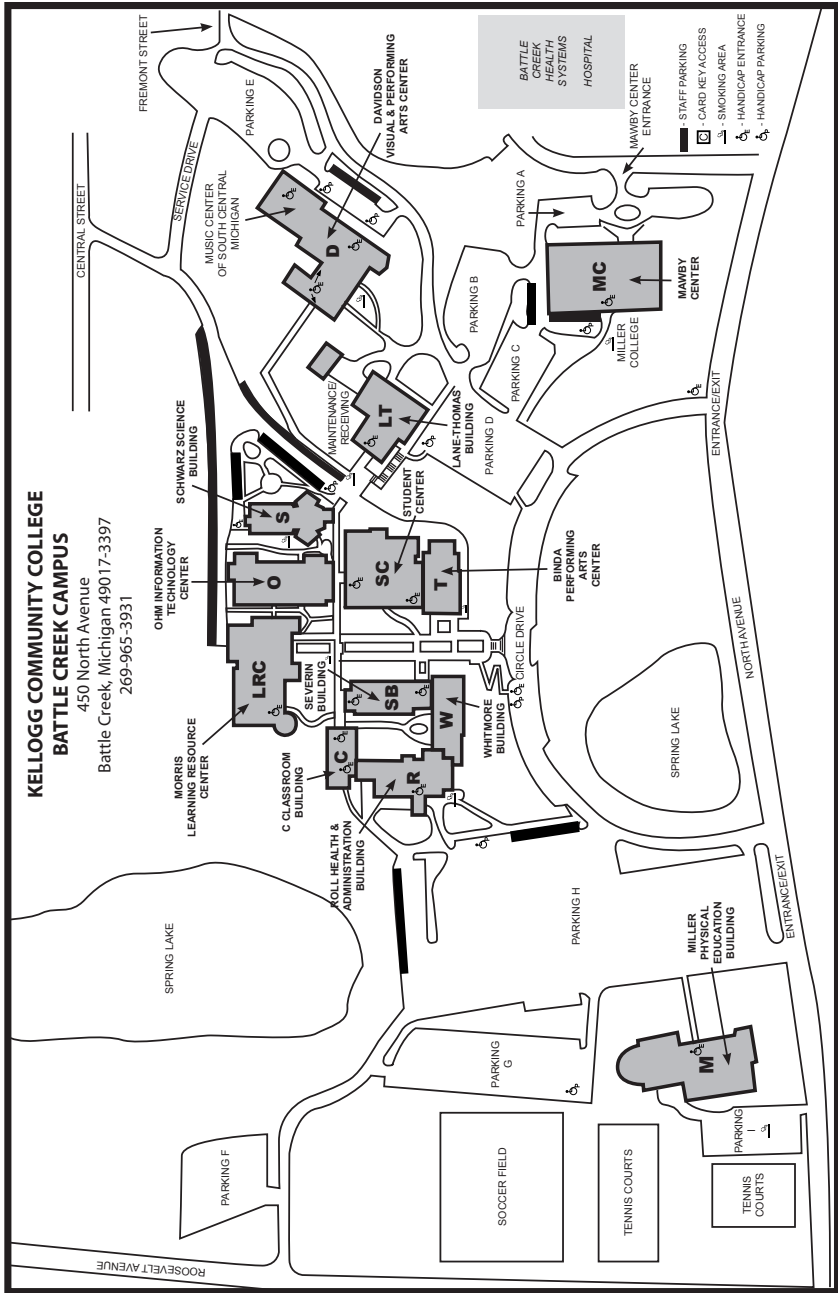 KELLOGG COMMUNITY COLLEGE
BATTLE CREEK CAMPUS
450 North Avenue
Battle Creek, Michigan 49017-3397
269-965-3931
ROOSEVELT AVENUE
PARKING F
SPRING LAKE
MORRIS
LEARNING RESOURCE
CENTER
LRC
OHM INFORMATION
TECHNOLOGY
CENTER
O
SCHWARZ SCIENCE
BUILDING
S
CENTRAL STREET
SERVICE DRIVE
FREMONT STREET
PARKING E
MUSIC CENTER
OF SOUTH CENTRAL
MICHIGAN
D
DAVIDSON
VISUAL & PERFORMING
ARTS CENTER
C CLASSROOM
BUILDING
C
SEVERIN
BUILDING
SB
ROLL HEALTH &
ADMINISTRATION
BUILDING
R
W
WHITMORE
BUILDING
SC
STUDENT
CENTER
T
BINDA
PERFORMING
ARTS
CENTER
MAINTENANCE/
RECEIVING
LT
LANE-THOMAS
BUILDING
PARKING D
PARKING B
PARKING C
PARKING A
BATTLE
CREEK
HEALTH
SYSTEMS
HOSPITAL
MAWBY CENTER
ENTRANCE
MC
MAWBY
CENTER
MILLER
COLLEGE
CIRCLE DRIVE
SOCCER FIELD
PARKING
G
PARKING H
TENNIS COURTS
TENNIS
COURTS
PARKING
I
M
MILLER
PHYSICAL
EDUCATION
BUILDING
ENTRANCE/EXIT
SPRING LAKE
NORTH AVENUE
ENTRANCE/EXIT
- STAFF PARKING
C - CARD KEY ACCESS
- SMOKING AREA
E - HANDICAP ENTRANCE
P - HANDICAP PARKING